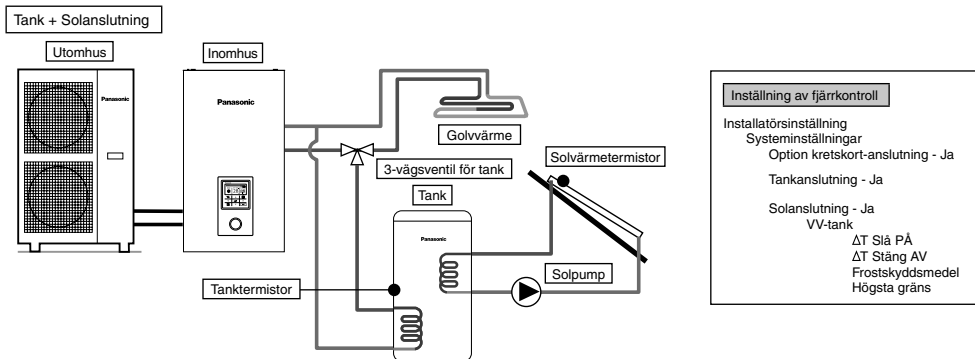 Tank + Solanslutning
Utomhus
Inomhus
Panasonic
Panasonic
Golvvärme
3-vägsventil för tank
Solvärmetermistor
Tank
Panasonic
Tanktermistor
Solpump
Inställning av fjärrkontroll
Installatörsinställning
Systeminställningar
Option kretskort-anslutning - Ja
Tankanslutning - Ja
Solanslutning - Ja
VV-tank
ΔT Slå PÅ
ΔT Stäng AV
Frostskyddsmedel
Högsta gräns